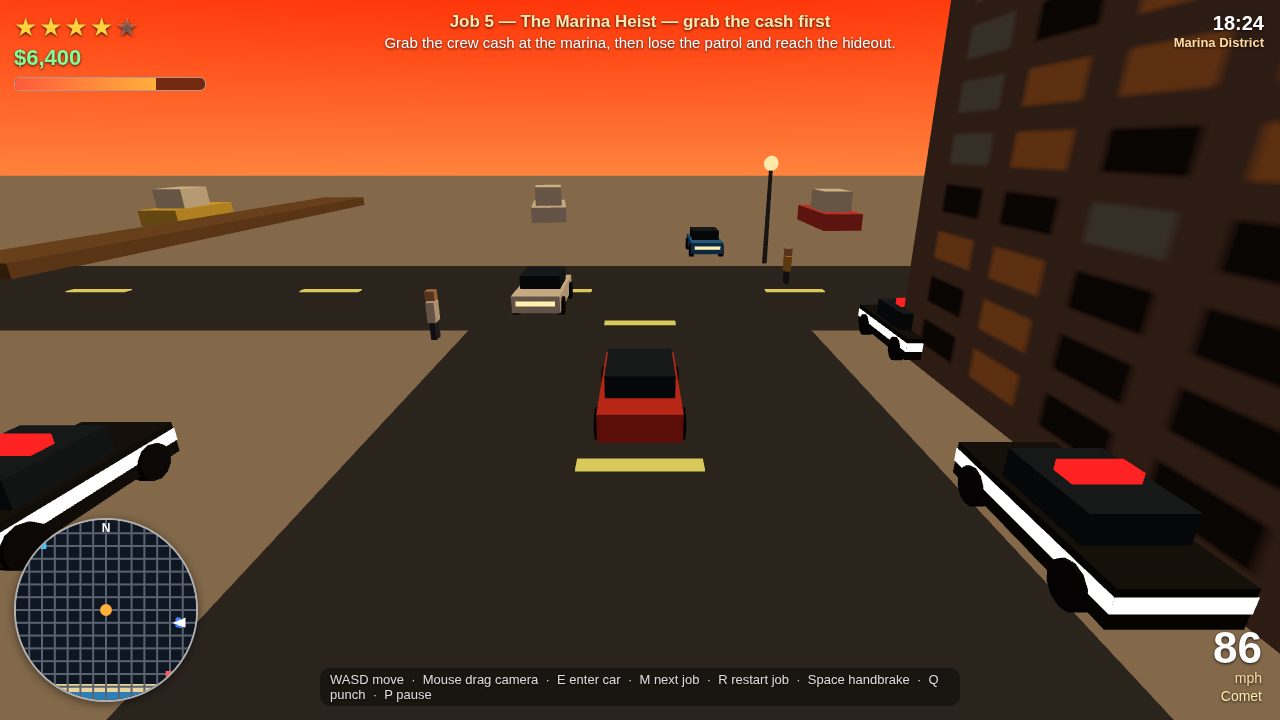 $6,400
Job 5 — The Marina Heist — grab the cash first
Grab the crew cash at the marina, then lose the patrol and reach the hideout.
18:24
Marina District
N
WASD move · Mouse drag camera · E enter car · M next job · R restart job · Space handbrake · Q
punch · P pause
86
mph
Comet